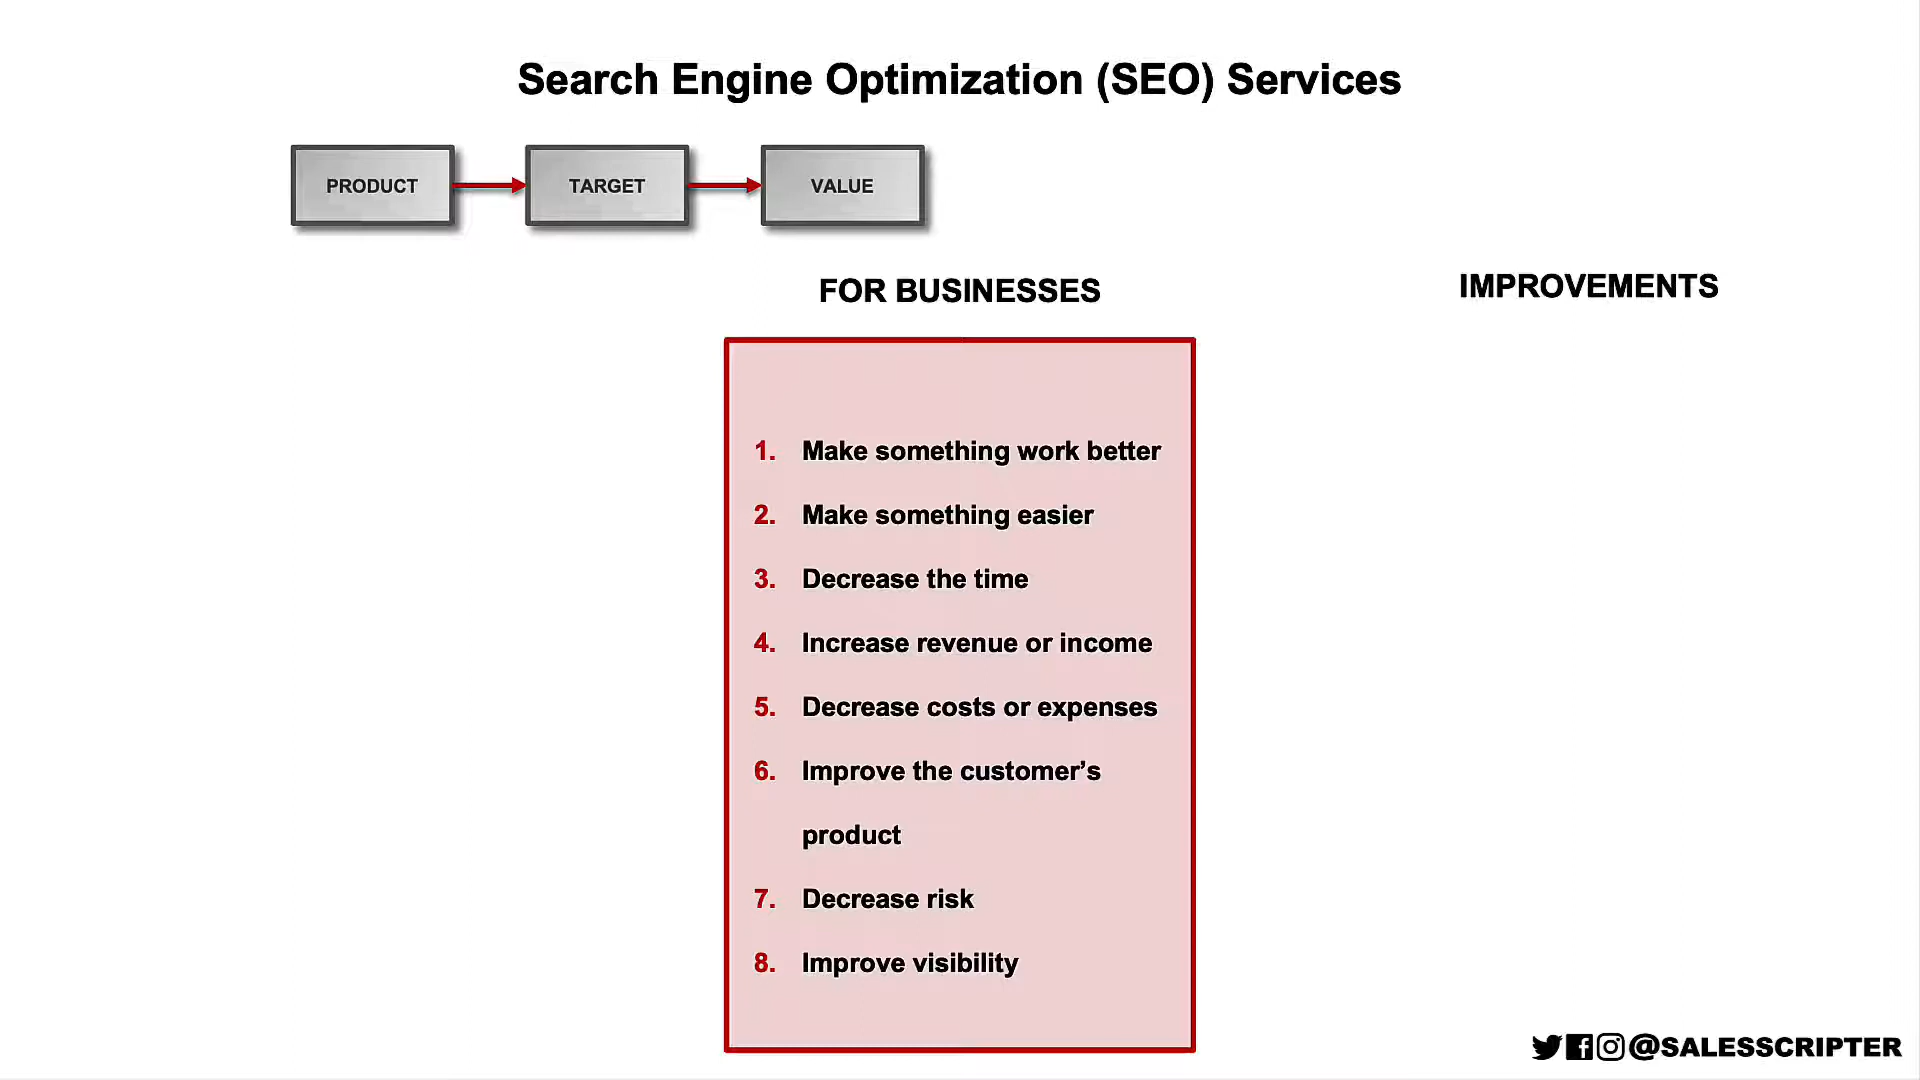 Search Engine Optimization (SEO) Services
PRODUCT
TARGET
VALUE
FOR BUSINESSES
IMPROVEMENTS
1. Make something work better
2. Make something easier
3. Decrease the time
4. Increase revenue or income
5. Decrease costs or expenses
6. Improve the customer’s
product
7. Decrease risk
8. Improve visibility
@SALESSCRIPTER